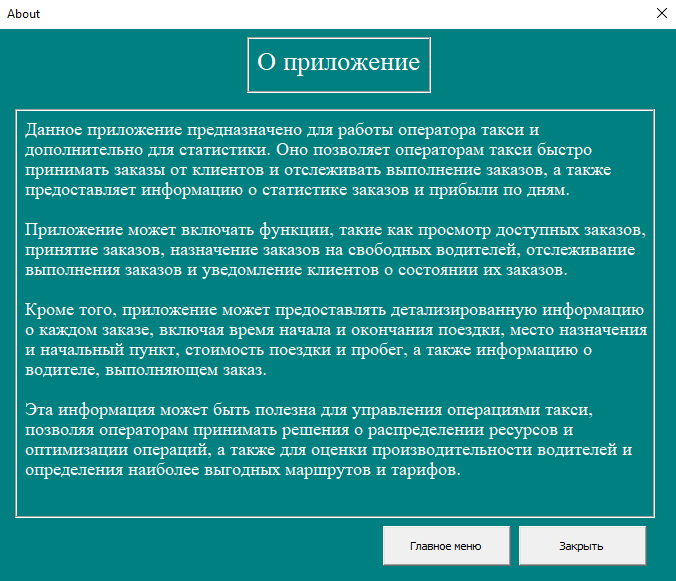 About
О приложение
Данное приложение предназначено для работы оператора такси и
дополнительно для статистики. Оно позволяет операторам такси быстро
принимать заказы от клиентов и отслеживать выполнение заказов, а также
предоставляет информацию о статистике заказов и прибыли по дням.
Приложение может включать функции, такие как просмотр доступных заказов,
принятие заказов, назначение заказов на свободных водителей, отслеживание
выполнения заказов и уведомление клиентов о состоянии их заказов.
Кроме того, приложение может предоставлять детализированную информацию
о каждом заказе, включая время начала и окончания поездки, место назначения
и начальный пункт, стоимость поездки и пробег, а также информацию о
водителе, выполняющем заказ.
Эта информация может быть полезна для управления операциями такси,
позволяя операторам принимать решения о распределении ресурсов и
оптимизации операций, а также для оценки производительности водителей и
определения наиболее выгодных маршрутов и тарифов.
Главное меню
Закрыть